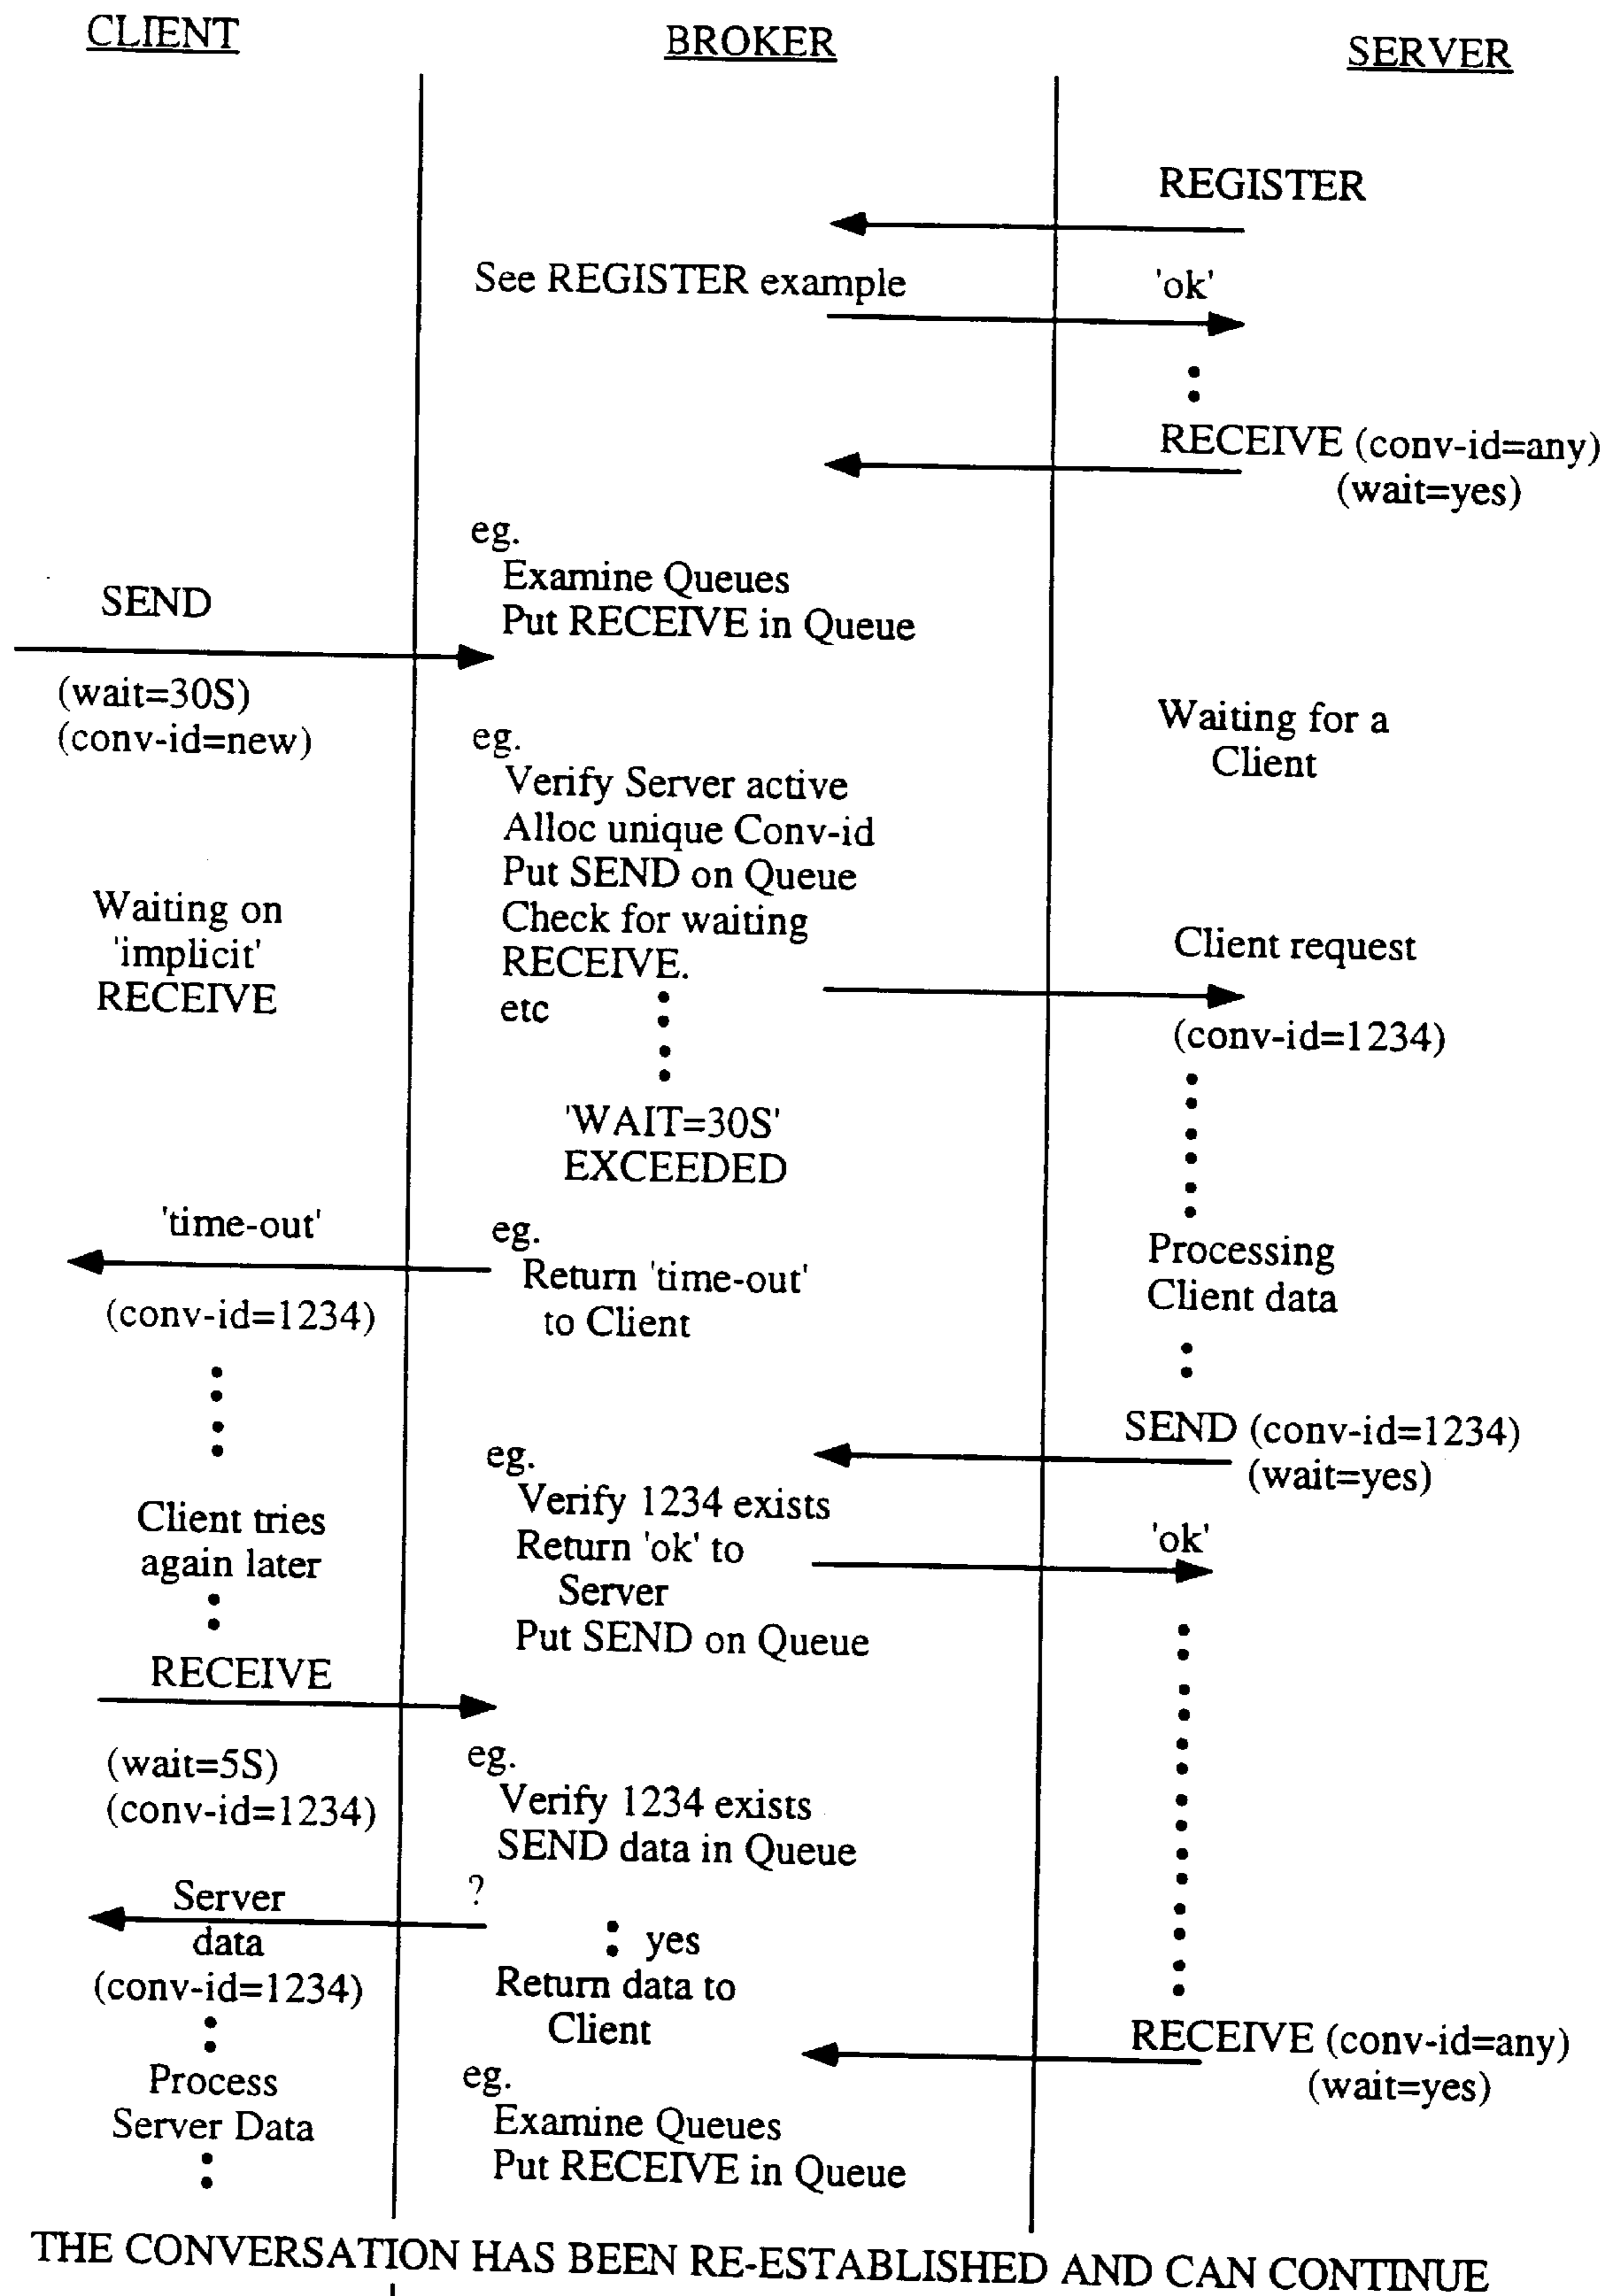 CLIENT
BROKER
SERVER
REGISTER
See REGISTER example
'ok'
RECEIVE (conv-id=any)
(wait=yes)
eg.
Examine Queues
Put RECEIVE in Queue
SEND
(wait=30S)
(conv-id=new)
Waiting for a
Client
eg.
Verify Server active
Alloc unique Conv-id
Put SEND on Queue
Check for waiting
RECEIVE.
etc
Waiting on
'implicit'
RECEIVE
Client request
(conv-id=1234)
'WAIT=30S'
EXCEEDED
'time-out'
(conv-id=1234)
eg.
Return 'time-out'
to Client
Processing
Client data
SEND (conv-id=1234)
(wait=yes)
eg.
Verify 1234 exists
Return 'ok' to
Server
Put SEND on Queue
'ok'
Client tries
again later
RECEIVE
(wait=5S)
(conv-id=1234)
eg.
Verify 1234 exists
SEND data in Queue
?
yes
Return data to
Client
Server
data
(conv-id=1234)
Process
Server Data
RECEIVE (conv-id=any)
(wait=yes)
eg.
Examine Queues
Put RECEIVE in Queue
THE CONVERSATION HAS BEEN RE-ESTABLISHED AND CAN CONTINUE